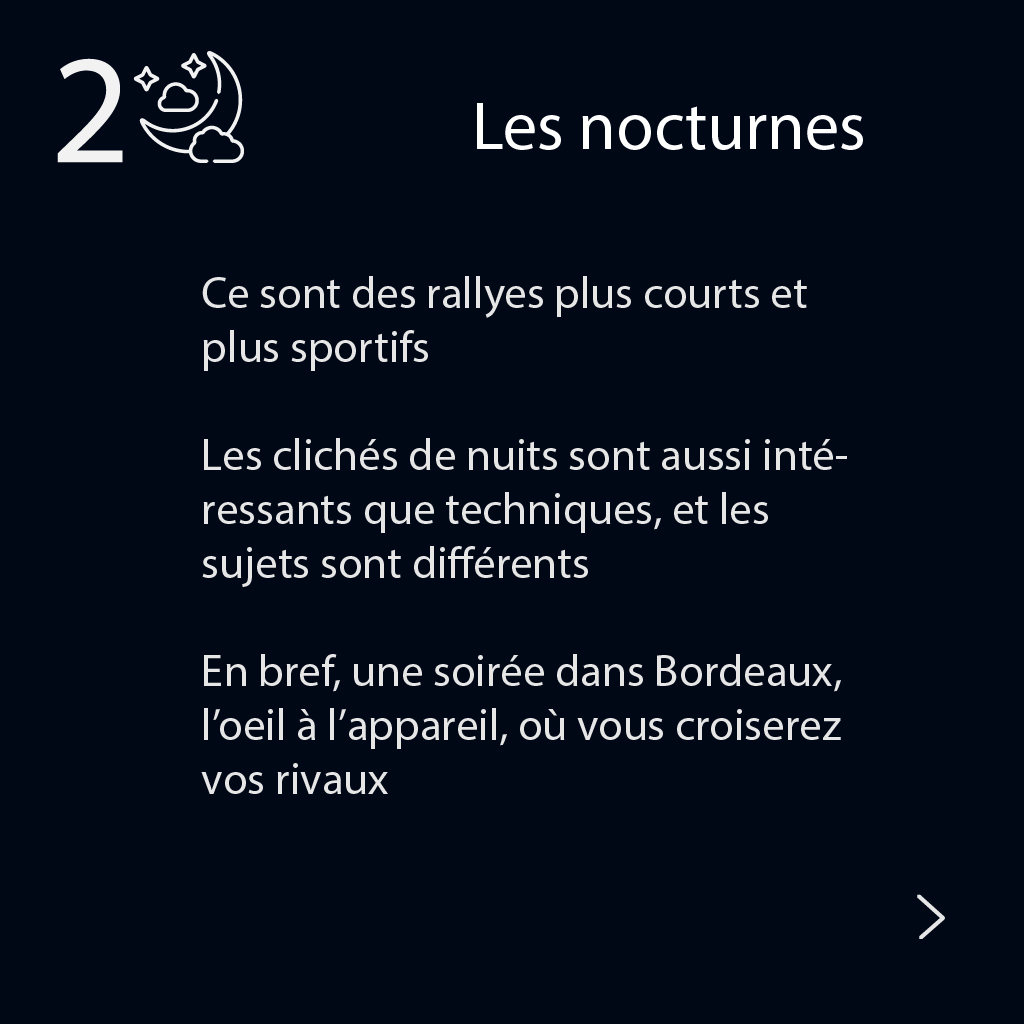 2
Les nocturnes
Ce sont des rallyes plus courts et
plus sportifs
Les clichés de nuits sont aussi inté-
ressants que techniques, et les
sujets sont différents
En bref, une soirée dans Bordeaux,
l’oeil à l’appareil, où vous croiserez
vos rivaux